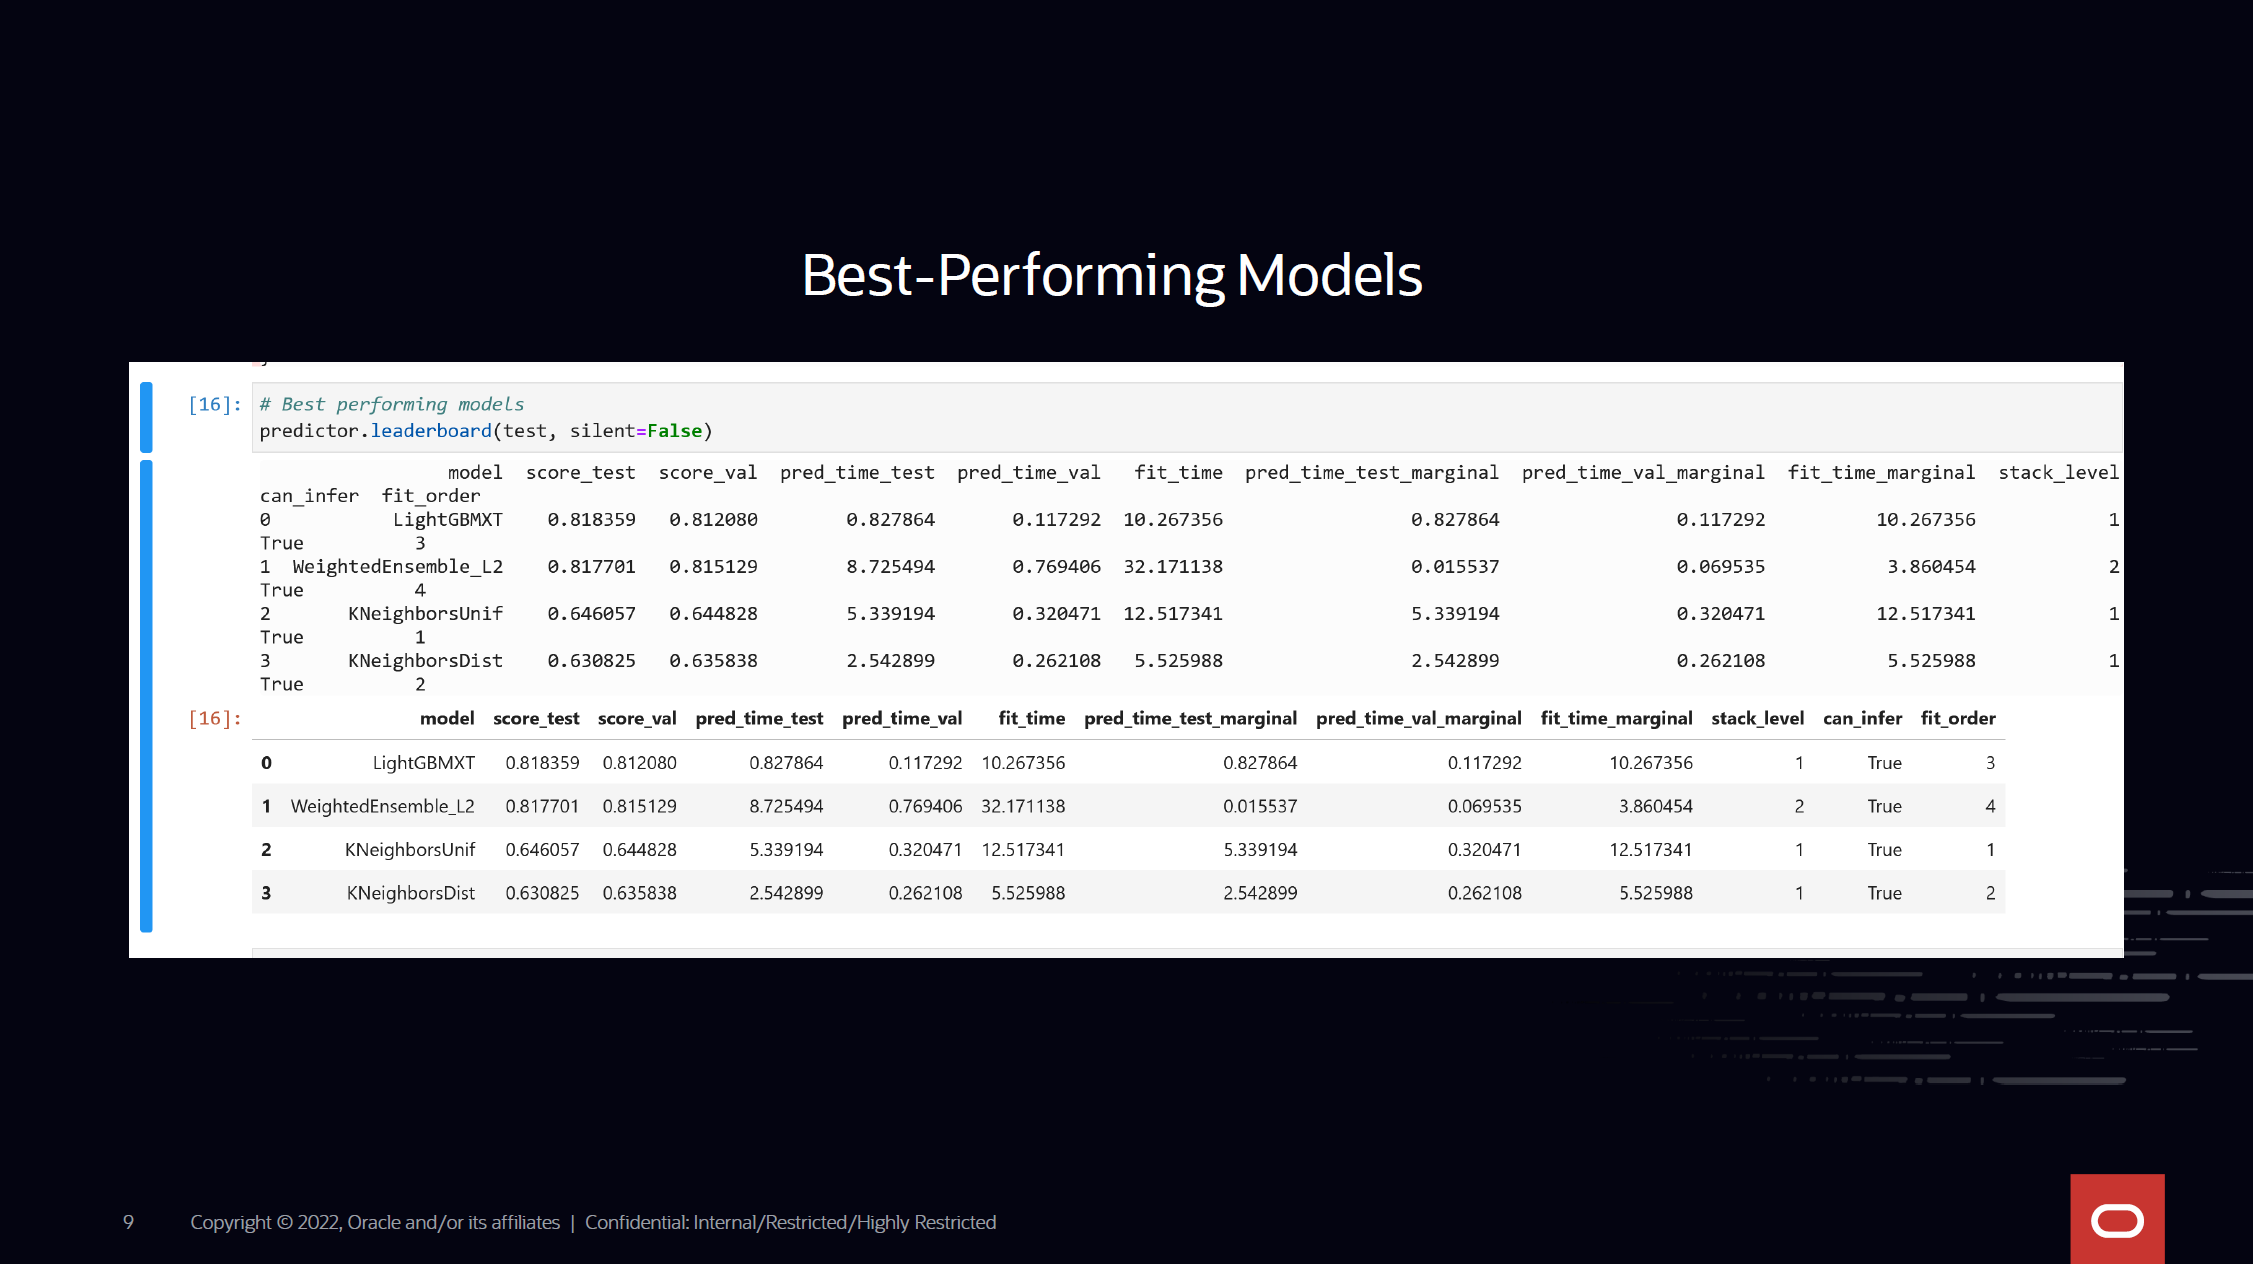 Best-Performing Models
[16]: # Best performing models
predictor.leaderboard(test, silent=False)
model score_test score_val pred_time_test pred_time_val fit_time pred_time_test_marginal pred_time_val_marginal fit_time_marginal stack_level
can_infer fit_order
0 LightGBMXT 0.818359 0.812080 0.827864 0.117292 10.267356 0.827864 0.117292 10.267356 1
True 3
1 WeightedEnsemble_L2 0.817701 0.815129 8.725494 0.769406 32.171138 0.015537 0.069535 3.860454 2
True 4
2 KNeighborsUnif 0.646057 0.644828 5.339194 0.320471 12.517341 5.339194 0.320471 12.517341 1
True 1
3 KNeighborsDist 0.630825 0.635838 2.542899 0.262108 5.525988 2.542899 0.262108 5.525988 1
True 2
[16]: model score_test score_val pred_time_test pred_time_val fit_time pred_time_test_marginal pred_time_val_marginal fit_time_marginal stack_level can_infer fit_order
0 LightGBMXT 0.818359 0.812080 0.827864 0.117292 10.267356 0.827864 0.117292 10.267356 1 True 3
1 WeightedEnsemble_L2 0.817701 0.815129 8.725494 0.769406 32.171138 0.015537 0.069535 3.860454 2 True 4
2 KNeighborsUnif 0.646057 0.644828 5.339194 0.320471 12.517341 5.339194 0.320471 12.517341 1 True 1
3 KNeighborsDist 0.630825 0.635838 2.542899 0.262108 5.525988 2.542899 0.262108 5.525988 1 True 2
9 Copyright © 2022, Oracle and/or its affiliates | Confidential: Internal/Restricted/Highly Restricted